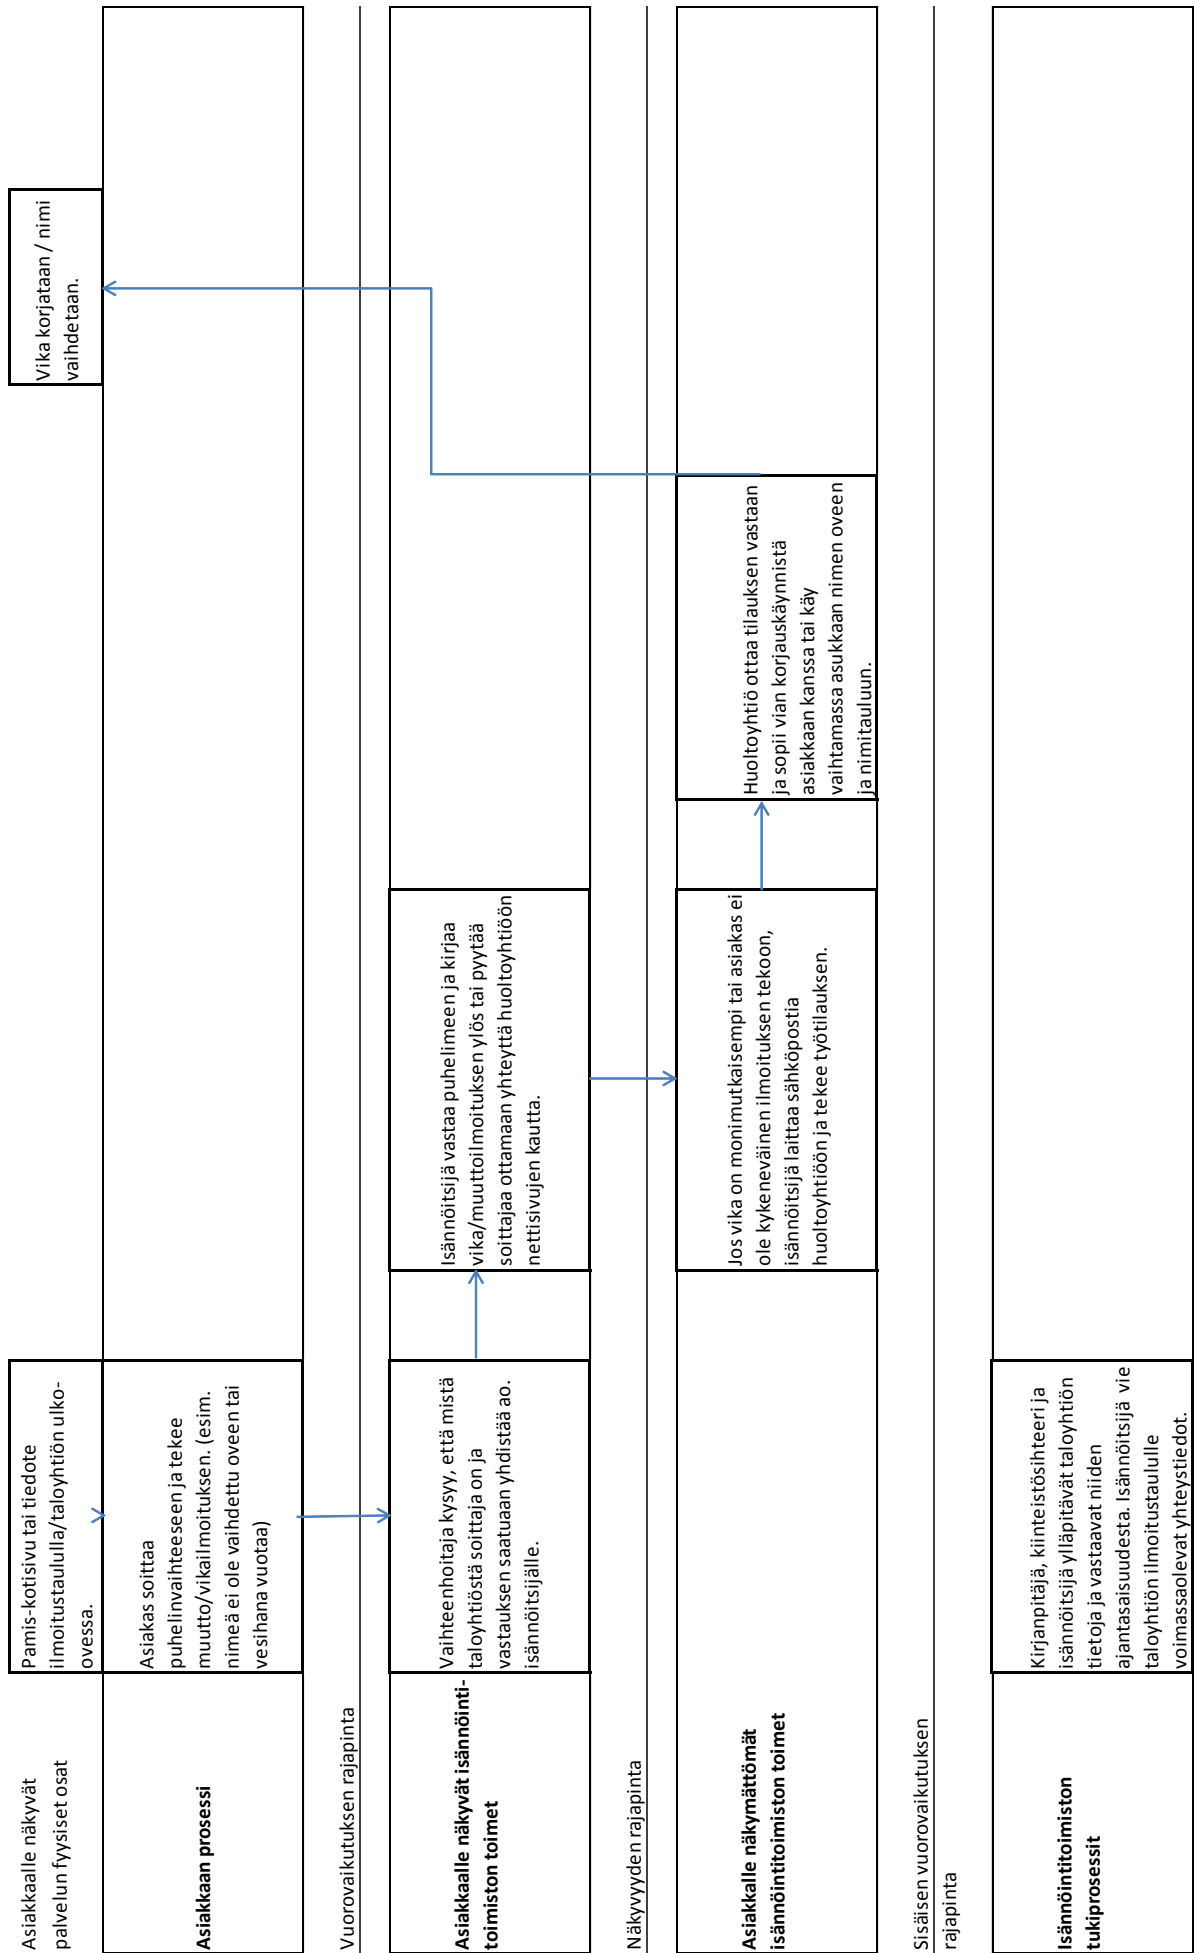 Asiakkaalle näkyvät
palvelun fyysiset osat
Pamis-kotisivu tai tiedote
ilmoitustaululla/taloyhtiön ulko-
ovessa.
Vika korjataan / nimi
vaihdetaan.
Asiakkaan prosessi
Asiakas soittaa
puhelinvaihteeseen ja tekee
muutto/vikailmoituksen. (esim.
nimeä ei ole vaihdettu oveen tai
vesihana vuotaa)
Vuorovaikutuksen rajapinta
Asiakkaalle näkyvät isännöinti-
toimiston toimet
Vaihteenhoitaja kysyy, että mistä
taloyhtiöstä soittaja on ja
vastauksen saatuaan yhdistää ao.
isännöitsijälle.
Isännöitsijä vastaa puhelimeen ja kirjaa
vika/muuttoilmoituksen ylös tai pyytää
soittajaa ottamaan yhteyttä huoltoyhtiöön
nettisivujen kautta.
Näkyvyyden rajapinta
Asiakkalle näkymättömät
isännöintitoimiston toimet
Jos vika on monimutkaisempi tai asiakas ei
ole kykeneväinen ilmoituksen tekoon,
isännöitsijä laittaa sähköpostia
huoltoyhtiöön ja tekee työtilauksen.
Huoltoyhtiö ottaa tilauksen vastaan
ja sopii vian korjauskäynnistä
asiakkaan kanssa tai käy
vaihtamassa asukkaan nimen oveen
ja nimitauluun.
Sisäisen vuorovaikutuksen
rajapinta
Isännöintitoimiston
tukiprosessit
Kirjanpitäjä, kiinteistösihteeri ja
isännöitsijä ylläpitävät taloyhtiön
tietoja ja vastaavat niiden
ajantasaisuudesta. Isännöitsijä vie
taloyhtiön ilmoitustaululle
voimassaolevat yhteystiedot.